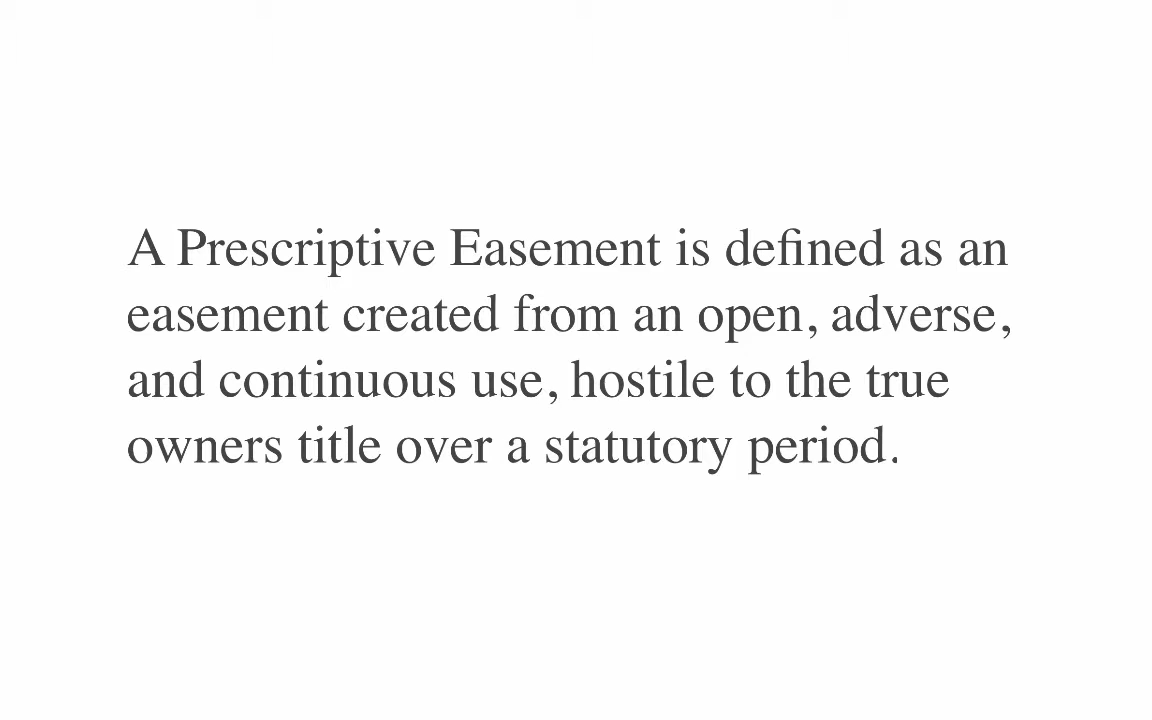 A Prescriptive Easement is defined as an
easement created from an open, adverse,
and continuous use, hostile to the true
owners title over a statutory period.